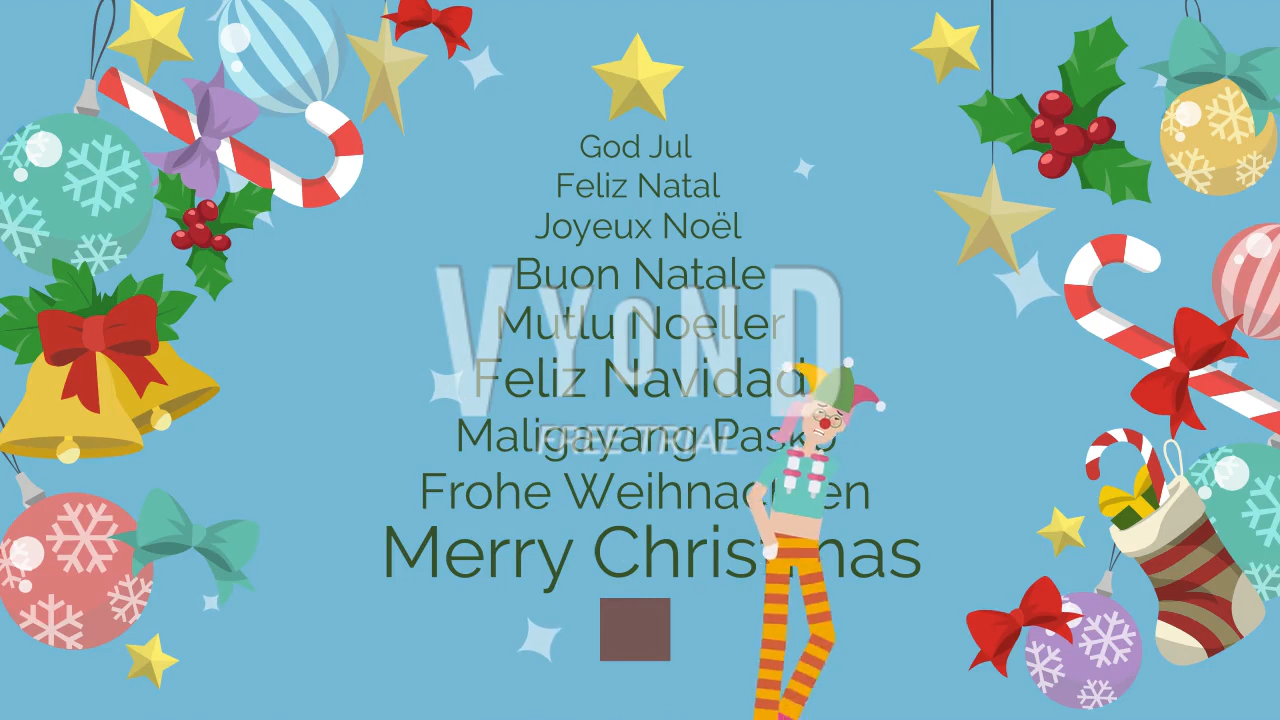 God Jul
Feliz Natal
Joyeux Noël
Buon Natale
Mutlu Noeller
Feliz Navidad
Maligayang Pasko
Frohe Weihnachten
Merry Christmas
VYOND
FREE TRIAL